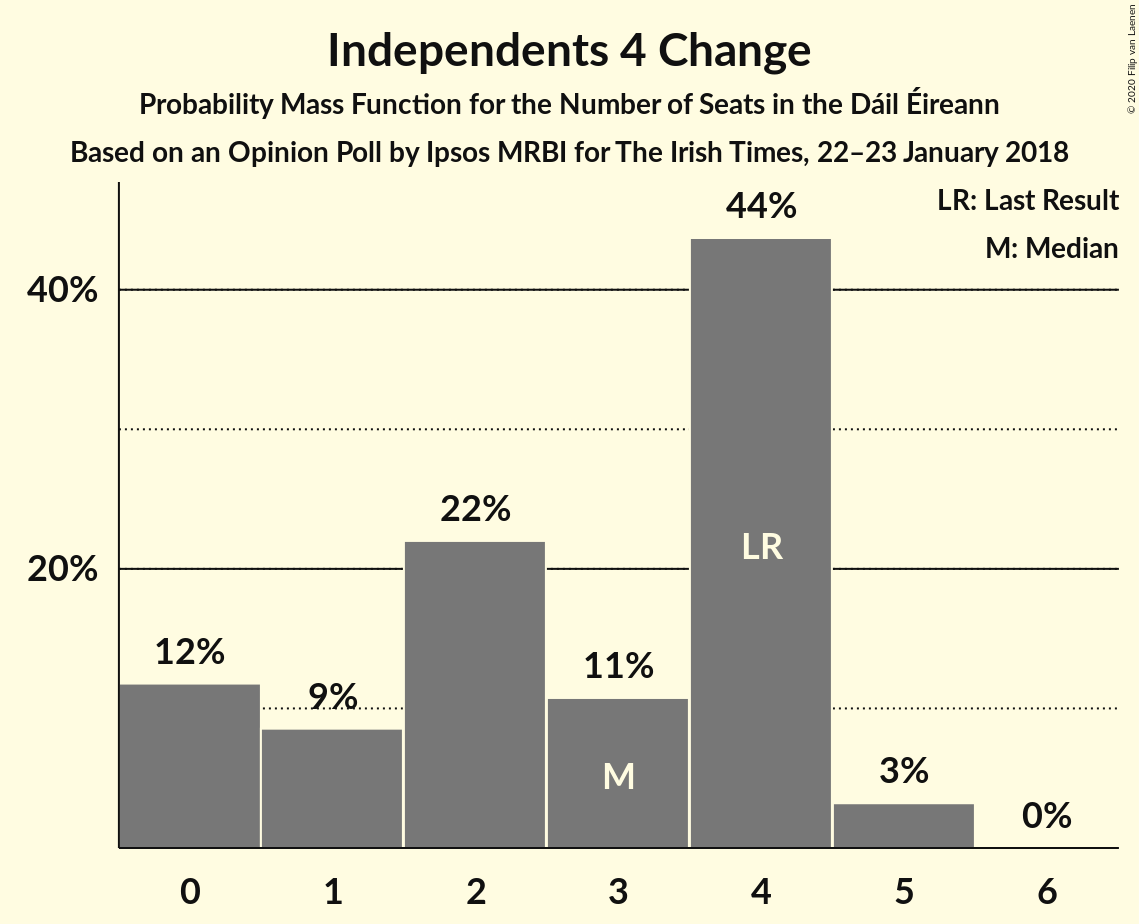 Independents 4 Change
Probability Mass Function for the Number of Seats in the Dáil Éireann
Based on an Opinion Poll by Ipsos MRBI for The Irish Times, 22–23 January 2018
© 2020 Filip van Laenen
LR: Last Result
M: Median
44%
40%
22%
LR
20%
12%
11%
9%
M
3%
0%
0 1 2 3 4 5 6